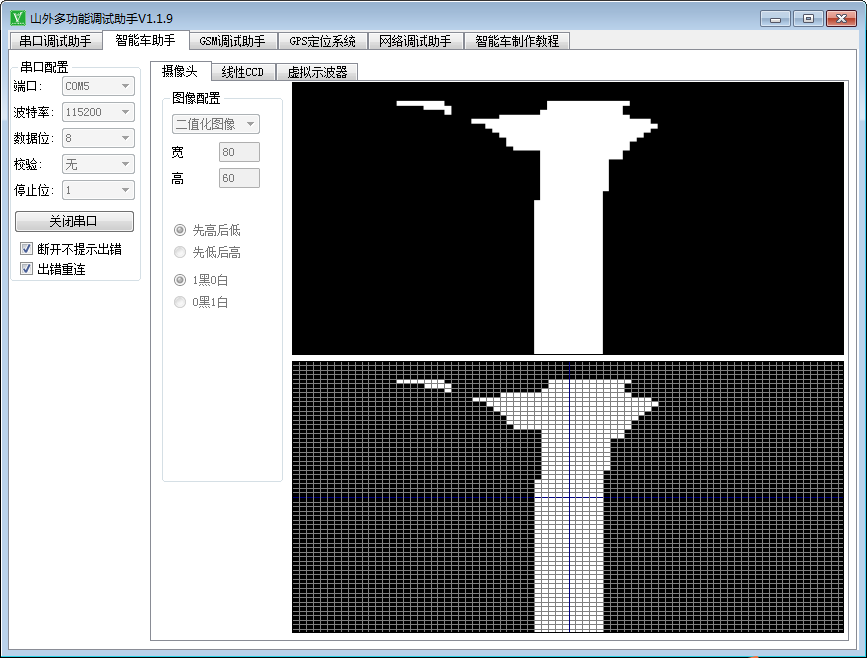 山外多功能调试助手V1.1.9
串口调试助手 智能车助手 GSM调试助手 GPS定位系统 网络调试助手 智能车制作教程
串口配置
端口: COM5
波特率: 115200
数据位: 8
校验: 无
停止位: 1
关闭串口
断开不提示出错
出错重连
摄像头 线性CCD 虚拟示波器
图像配置
二值化图像
宽 80
高 60
先高后低
先低后高
1黑0白
0黑1白